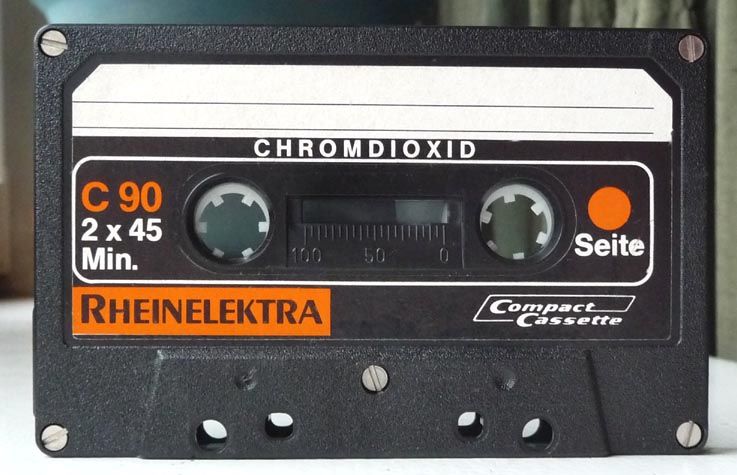 CHROMDIOXID
C 90
2 x 45
Min.
100 50 0
Seite
RHEINELEKTRA
Compact
Cassette